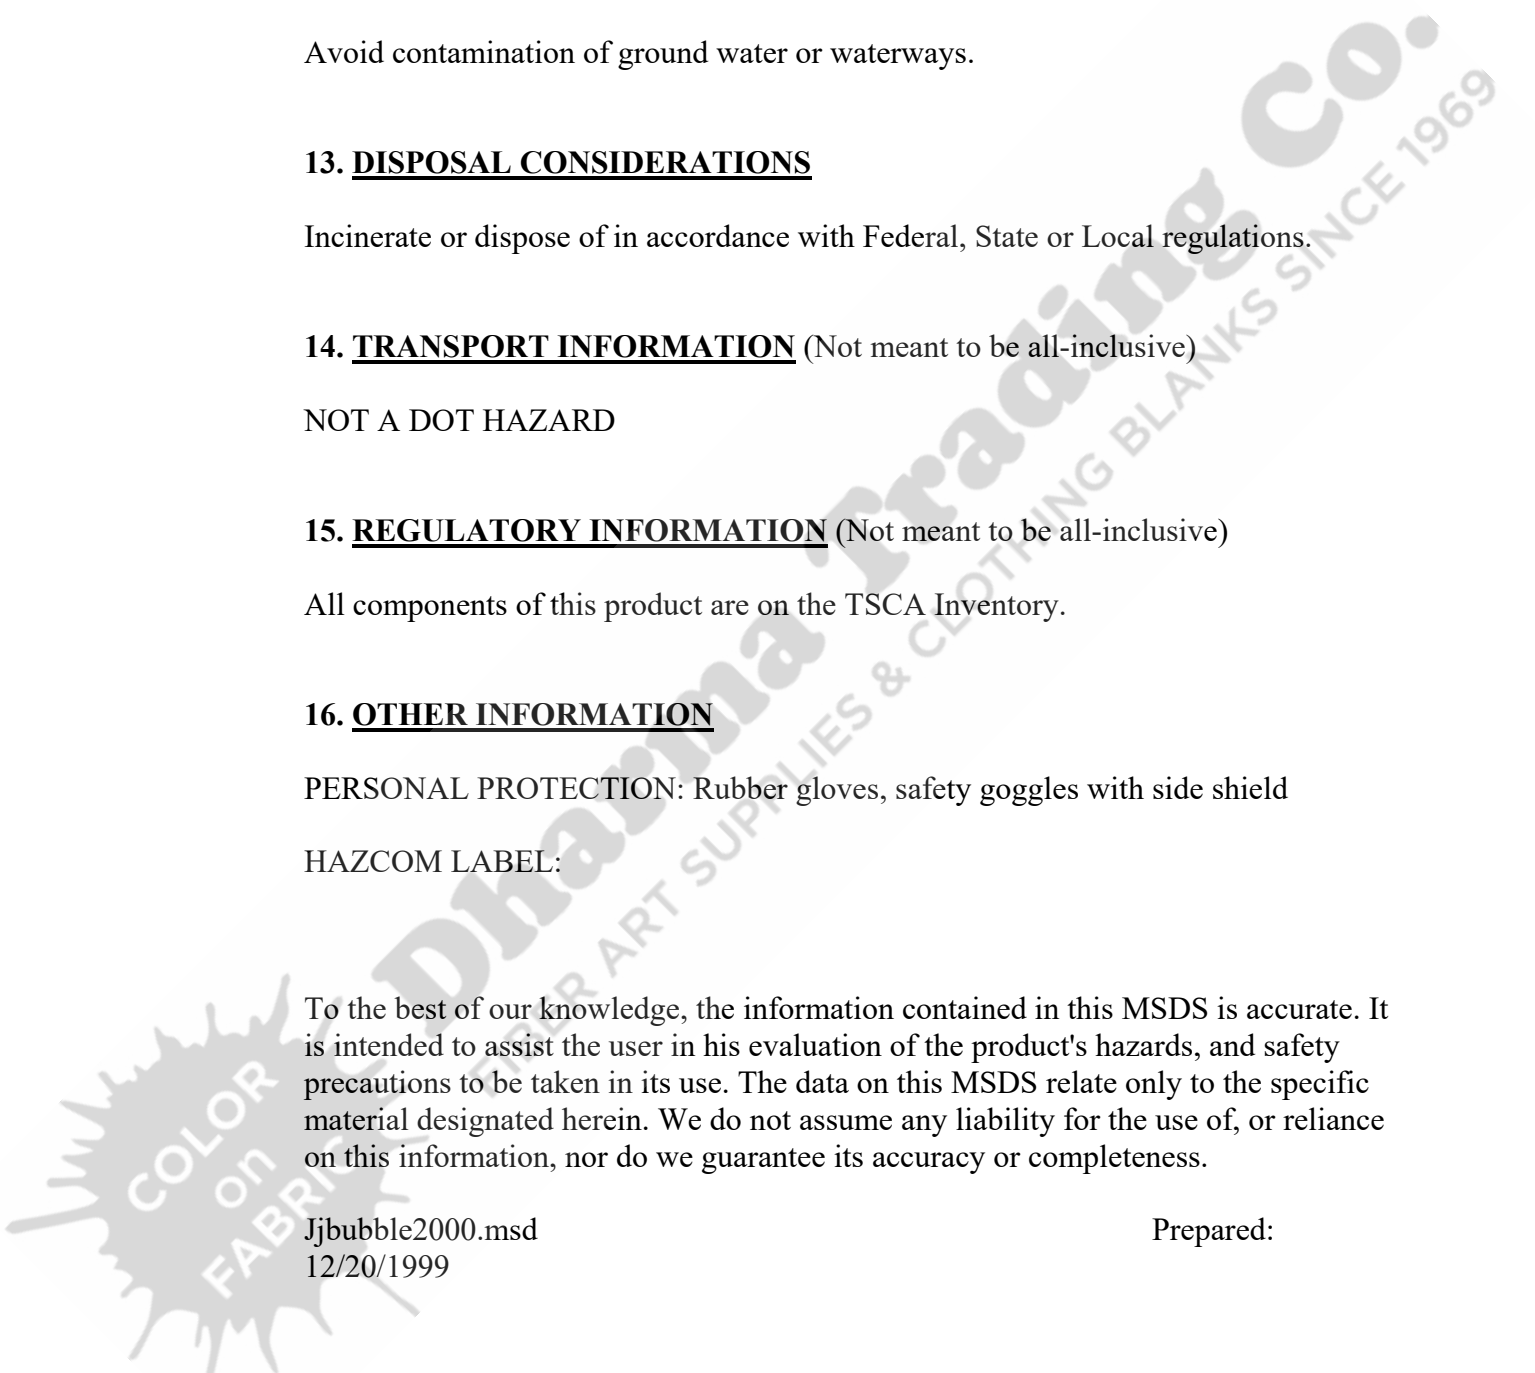 Avoid contamination of ground water or waterways.
13. DISPOSAL CONSIDERATIONS
Incinerate or dispose of in accordance with Federal, State or Local regulations.
14. TRANSPORT INFORMATION (Not meant to be all-inclusive)
NOT A DOT HAZARD
15. REGULATORY INFORMATION (Not meant to be all-inclusive)
All components of this product are on the TSCA Inventory.
16. OTHER INFORMATION
PERSONAL PROTECTION: Rubber gloves, safety goggles with side shield
HAZCOM LABEL:
To the best of our knowledge, the information contained in this MSDS is accurate. It
is intended to assist the user in his evaluation of the product's hazards, and safety
precautions to be taken in its use. The data on this MSDS relate only to the specific
material designated herein. We do not assume any liability for the use of, or reliance
on this information, nor do we guarantee its accuracy or completeness.
Jjbubble2000.msd Prepared:
12/20/1999
Dharma Trading Co.
FIBER ART SUPPLIES & CLOTHING BLANKS SINCE 1969
COLOR
on
FABRIC